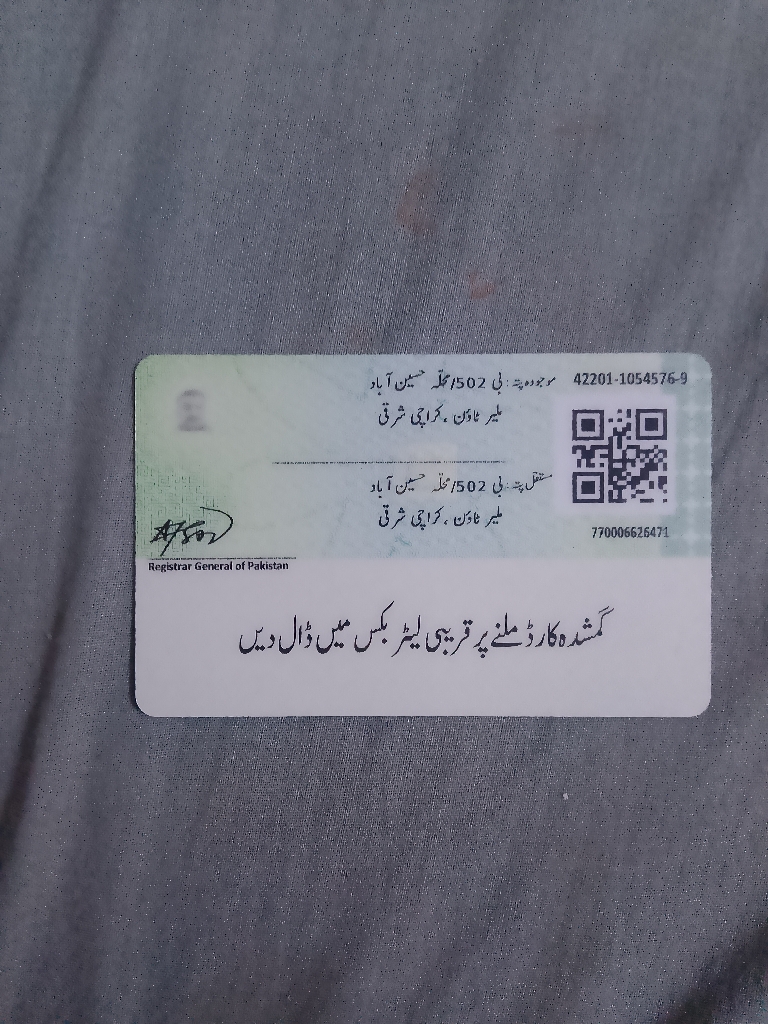 موجودہ پتہ: بی 502/محلّہ حسین آباد
ملیر ٹاؤن ،کراچی شرقی
42201-1054576-9
مستقل پتہ: بی 502/محلّہ حسین آباد
ملیر ٹاؤن ،کراچی شرقی
770006626471
Registrar General of Pakistan
گمشدہ کارڈ ملنے پر قریبی لیٹر بکس میں ڈال دیں